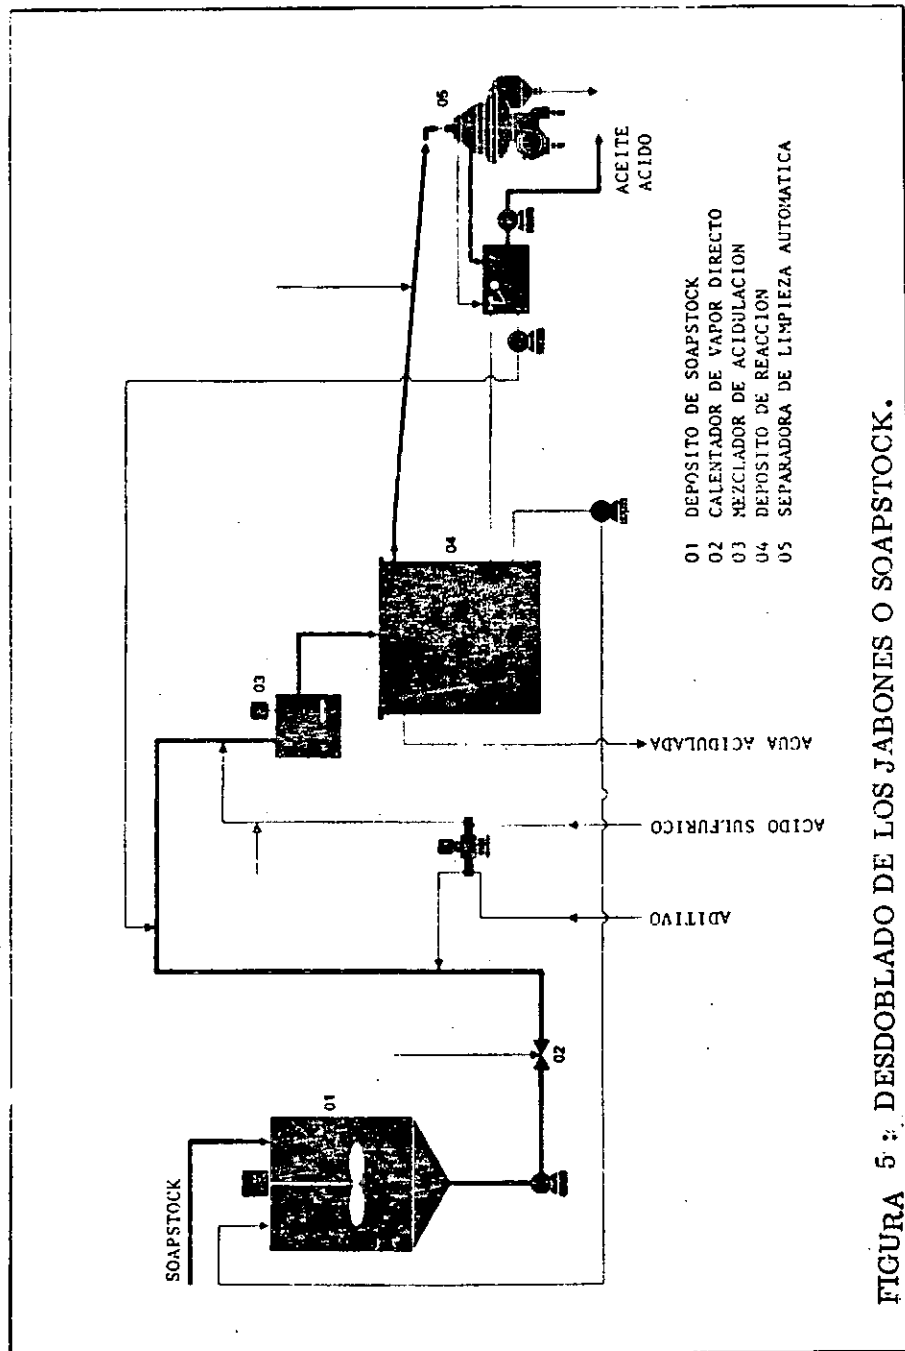 SOAPSTOCK
01
02
03
04
05
ADITIVO
ACIDO SULFURICO
AGUA ACIDULADA
ACEITE
ACIDO
01 DEPOSITO DE SOAPSTOCK
02 CALENTADOR DE VAPOR DIRECTO
03 MEZCLADOR DE ACIDULACION
04 DEPOSITO DE REACCION
05 SEPARADORA DE LIMPIEZA AUTOMATICA
FIGURA 5: DESDOBLADO DE LOS JABONES O SOAPSTOCK.